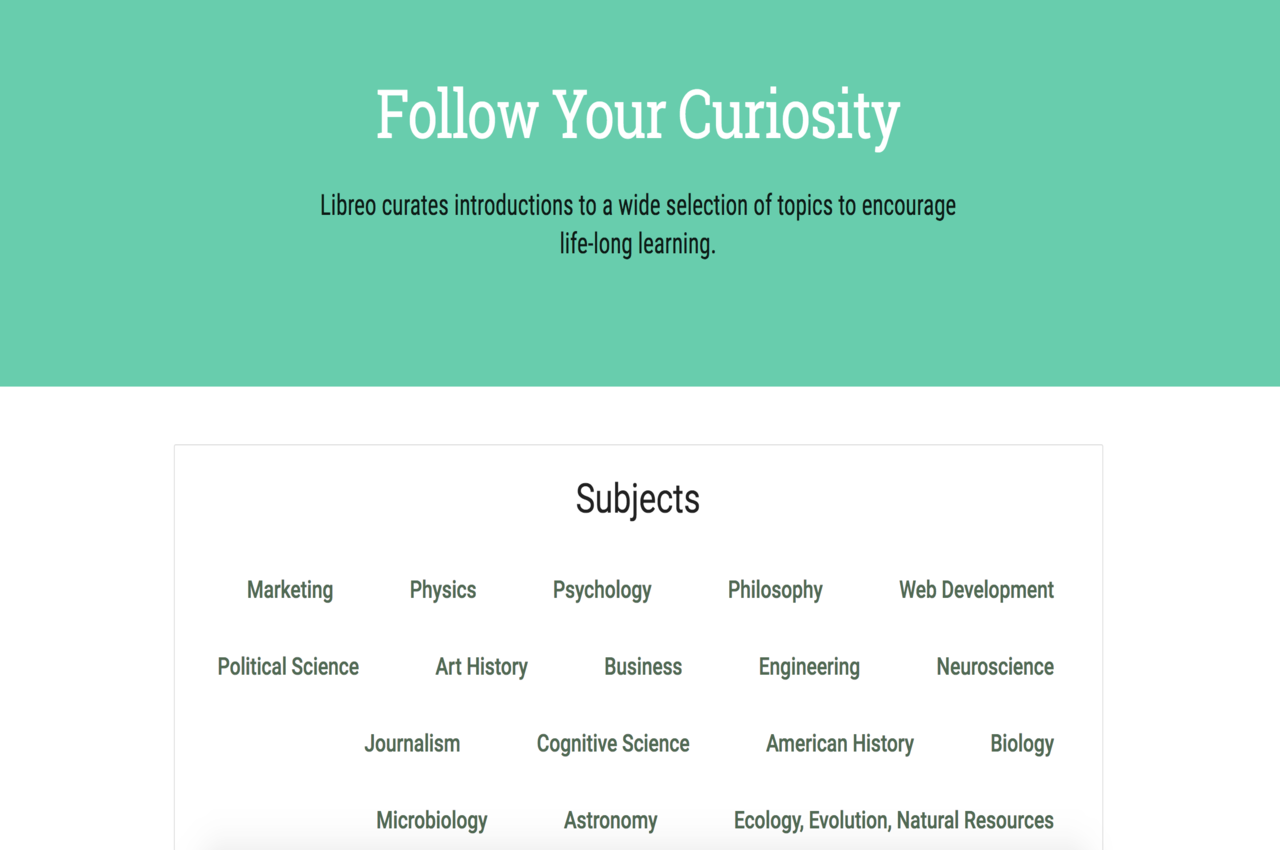 Follow Your Curiosity
Libreo curates introductions to a wide selection of topics to encourage
life-long learning.
Subjects
Marketing Physics Psychology Philosophy Web Development
Political Science Art History Business Engineering Neuroscience
Journalism Cognitive Science American History Biology
Microbiology Astronomy Ecology, Evolution, Natural Resources